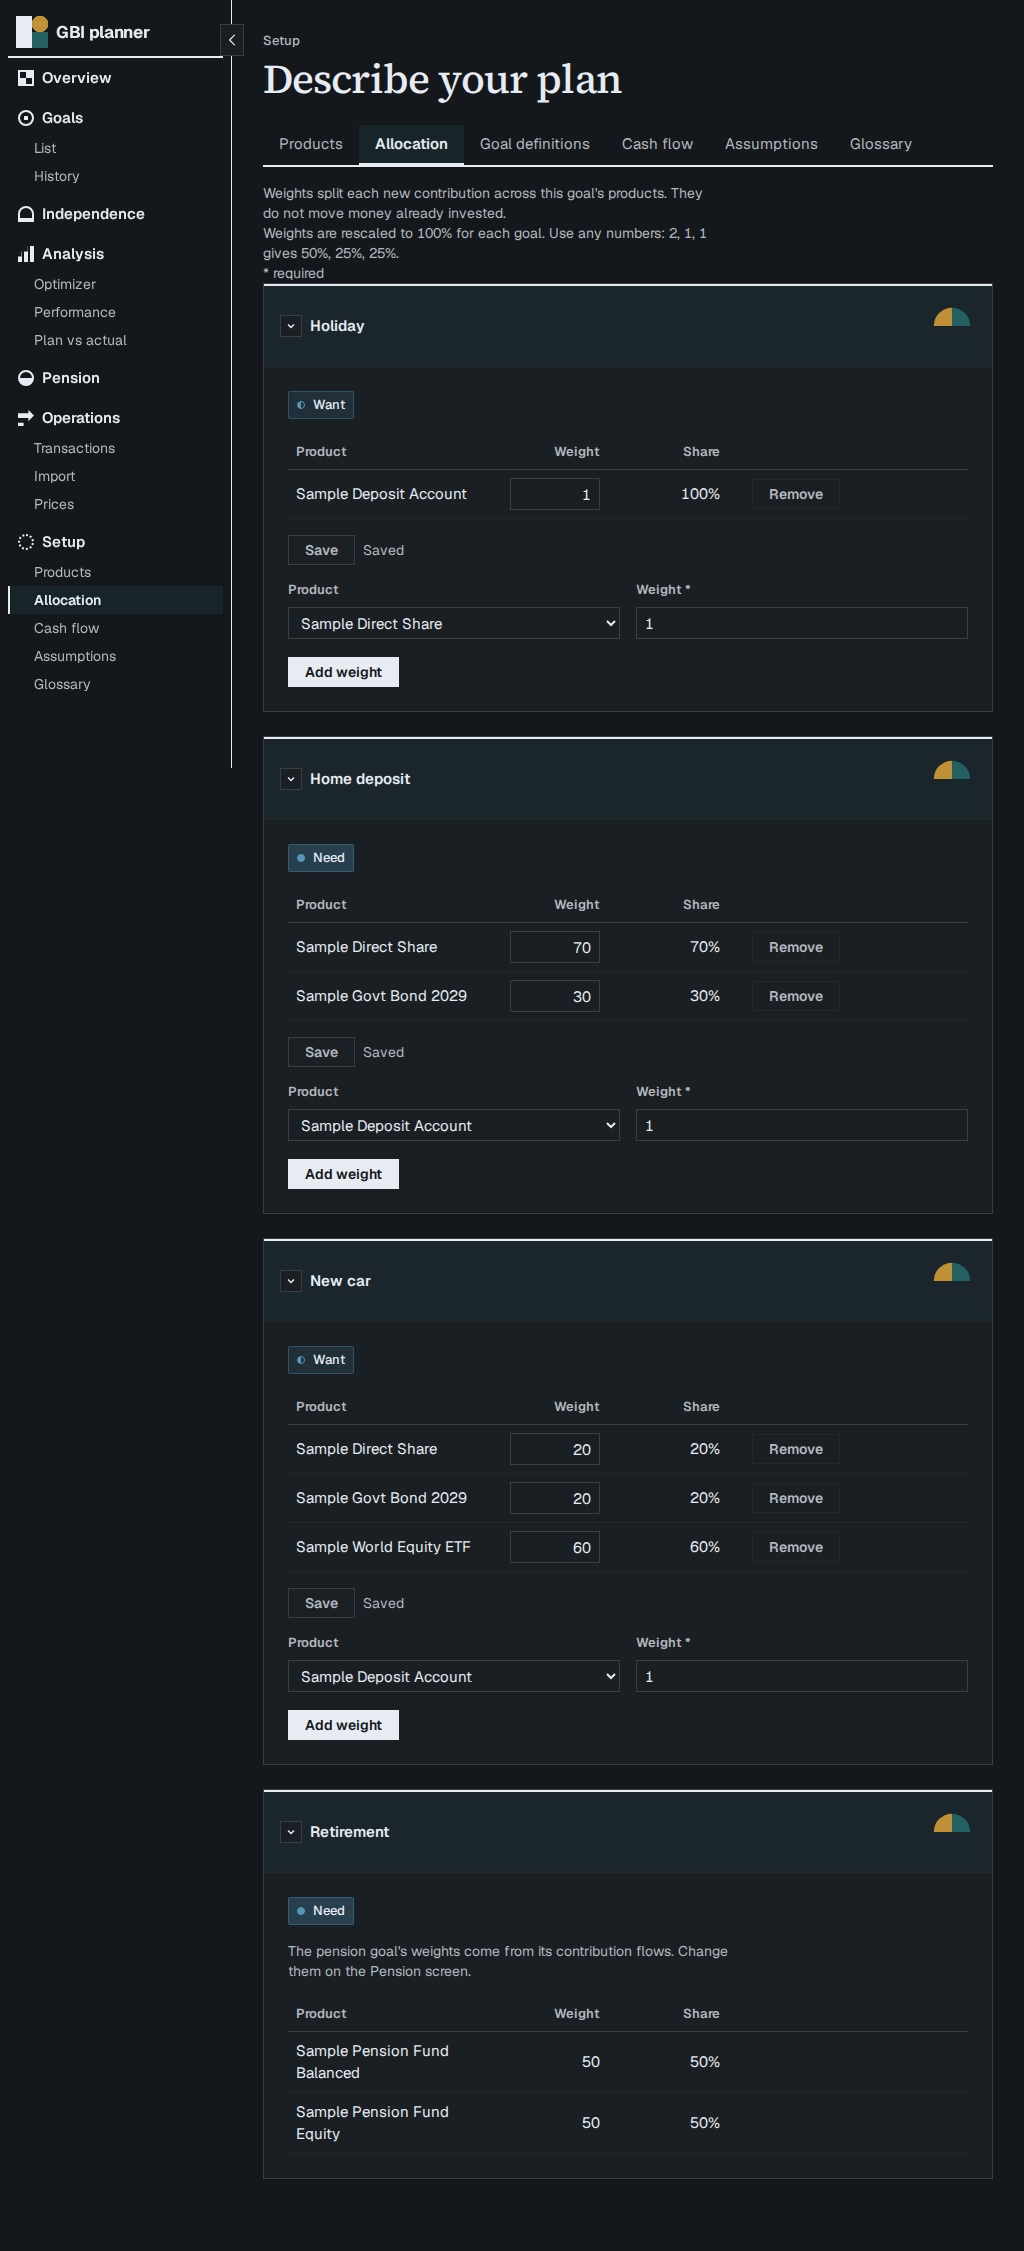 GBI planner
Overview
Goals
List
History
Independence
Analysis
Optimizer
Performance
Plan vs actual
Pension
Operations
Transactions
Import
Prices
Setup
Products
Allocation
Cash flow
Assumptions
Glossary
Setup
Describe your plan
Products Allocation Goal definitions Cash flow Assumptions Glossary
Weights split each new contribution across this goal's products. They
do not move money already invested.
Weights are rescaled to 100% for each goal. Use any numbers: 2, 1, 1
gives 50%, 25%, 25%.
* required
Holiday
Want
Product Weight Share
Sample Deposit Account 1 100% Remove
Save Saved
Product Weight *
Sample Direct Share 1
Add weight
Home deposit
Need
Product Weight Share
Sample Direct Share 70 70% Remove
Sample Govt Bond 2029 30 30% Remove
Save Saved
Product Weight *
Sample Deposit Account 1
Add weight
New car
Want
Product Weight Share
Sample Direct Share 20 20% Remove
Sample Govt Bond 2029 20 20% Remove
Sample World Equity ETF 60 60% Remove
Save Saved
Product Weight *
Sample Deposit Account 1
Add weight
Retirement
Need
The pension goal's weights come from its contribution flows. Change
them on the Pension screen.
Product Weight Share
Sample Pension Fund
Balanced 50 50%
Sample Pension Fund
Equity 50 50%